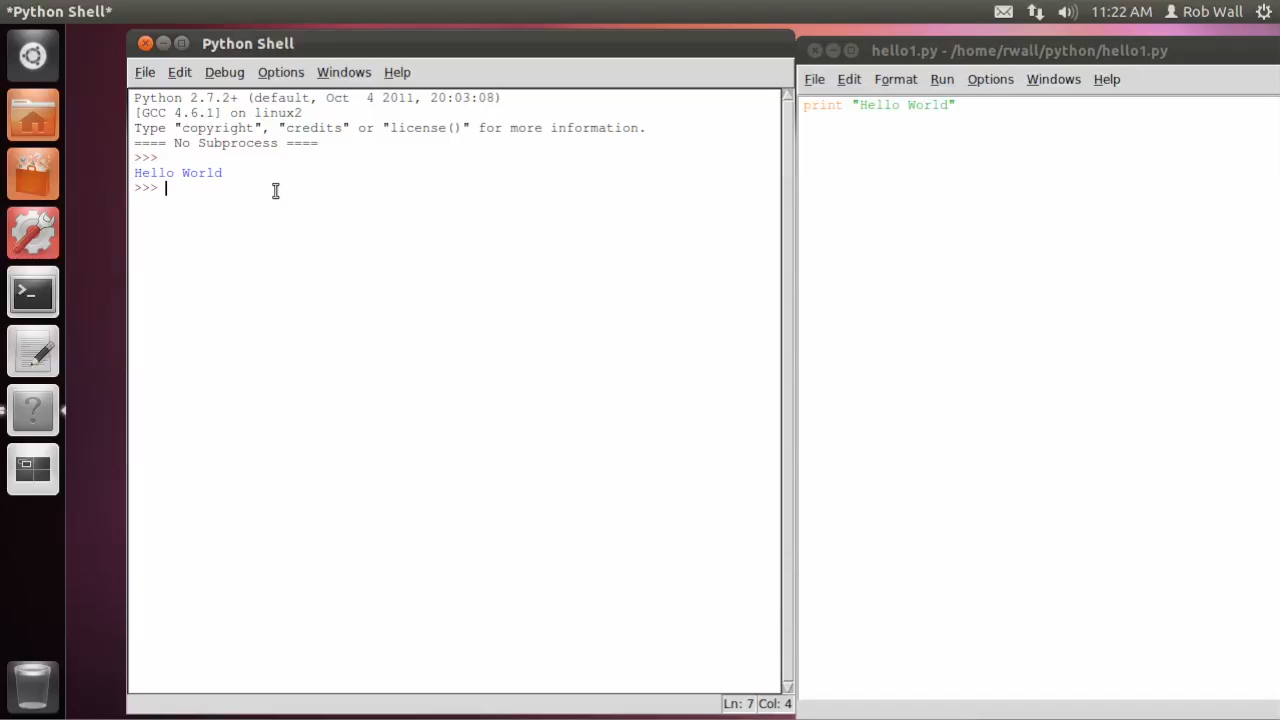 *Python Shell*
11:22 AM Rob Wall
Python Shell
File Edit Debug Options Windows Help
Python 2.7.2+ (default, Oct  4 2011, 20:03:08)
[GCC 4.6.1] on linux2
Type "copyright", "credits" or "license()" for more information.
==== No Subprocess ====
>>>
Hello World
>>>
Ln: 7 Col: 4
hello1.py - /home/rwall/python/hello1.py
File Edit Format Run Options Windows Help
print "Hello World"